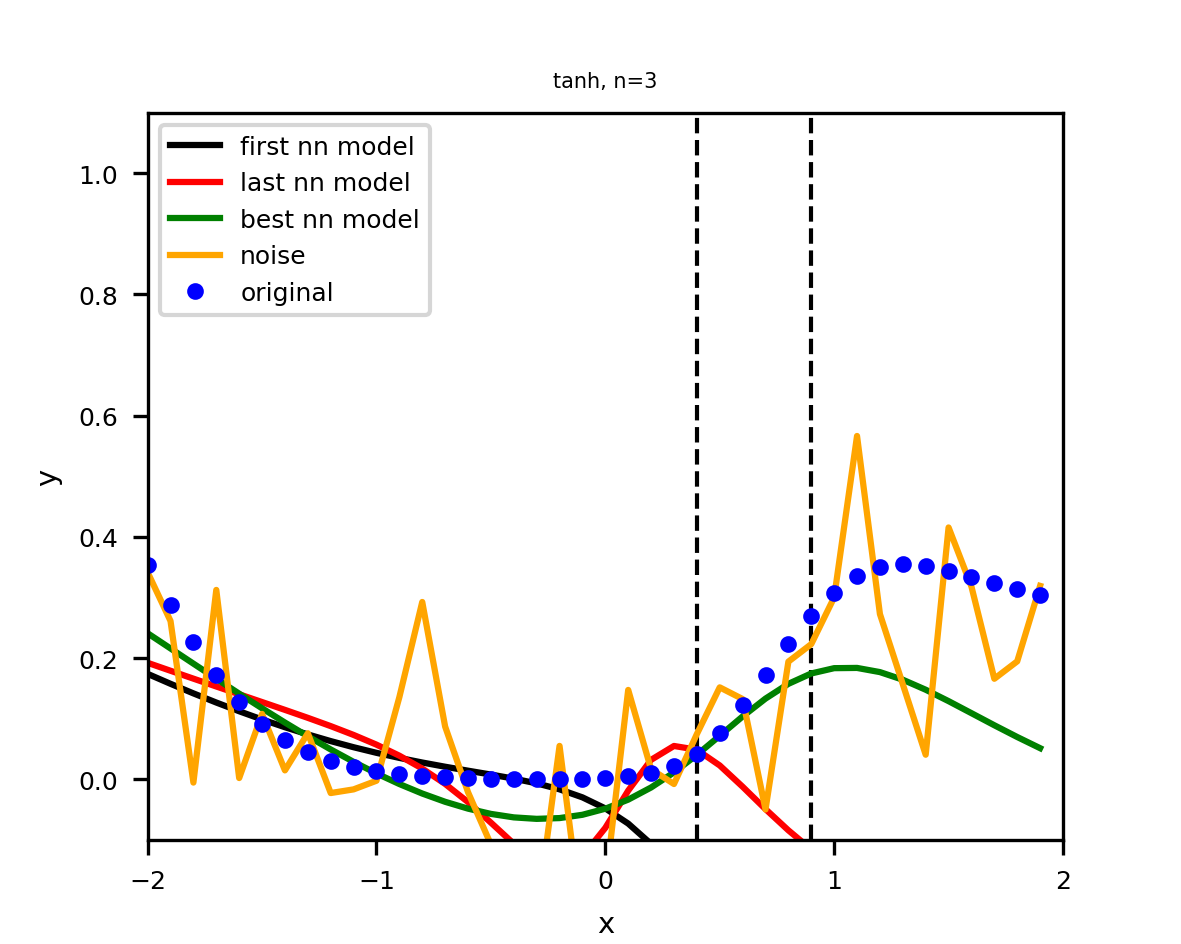 tanh, n=3
first nn model
last nn model
best nn model
noise
original
1.0
0.8
0.6
0.4
0.2
0.0
y
−2 −1 0 1 2
x